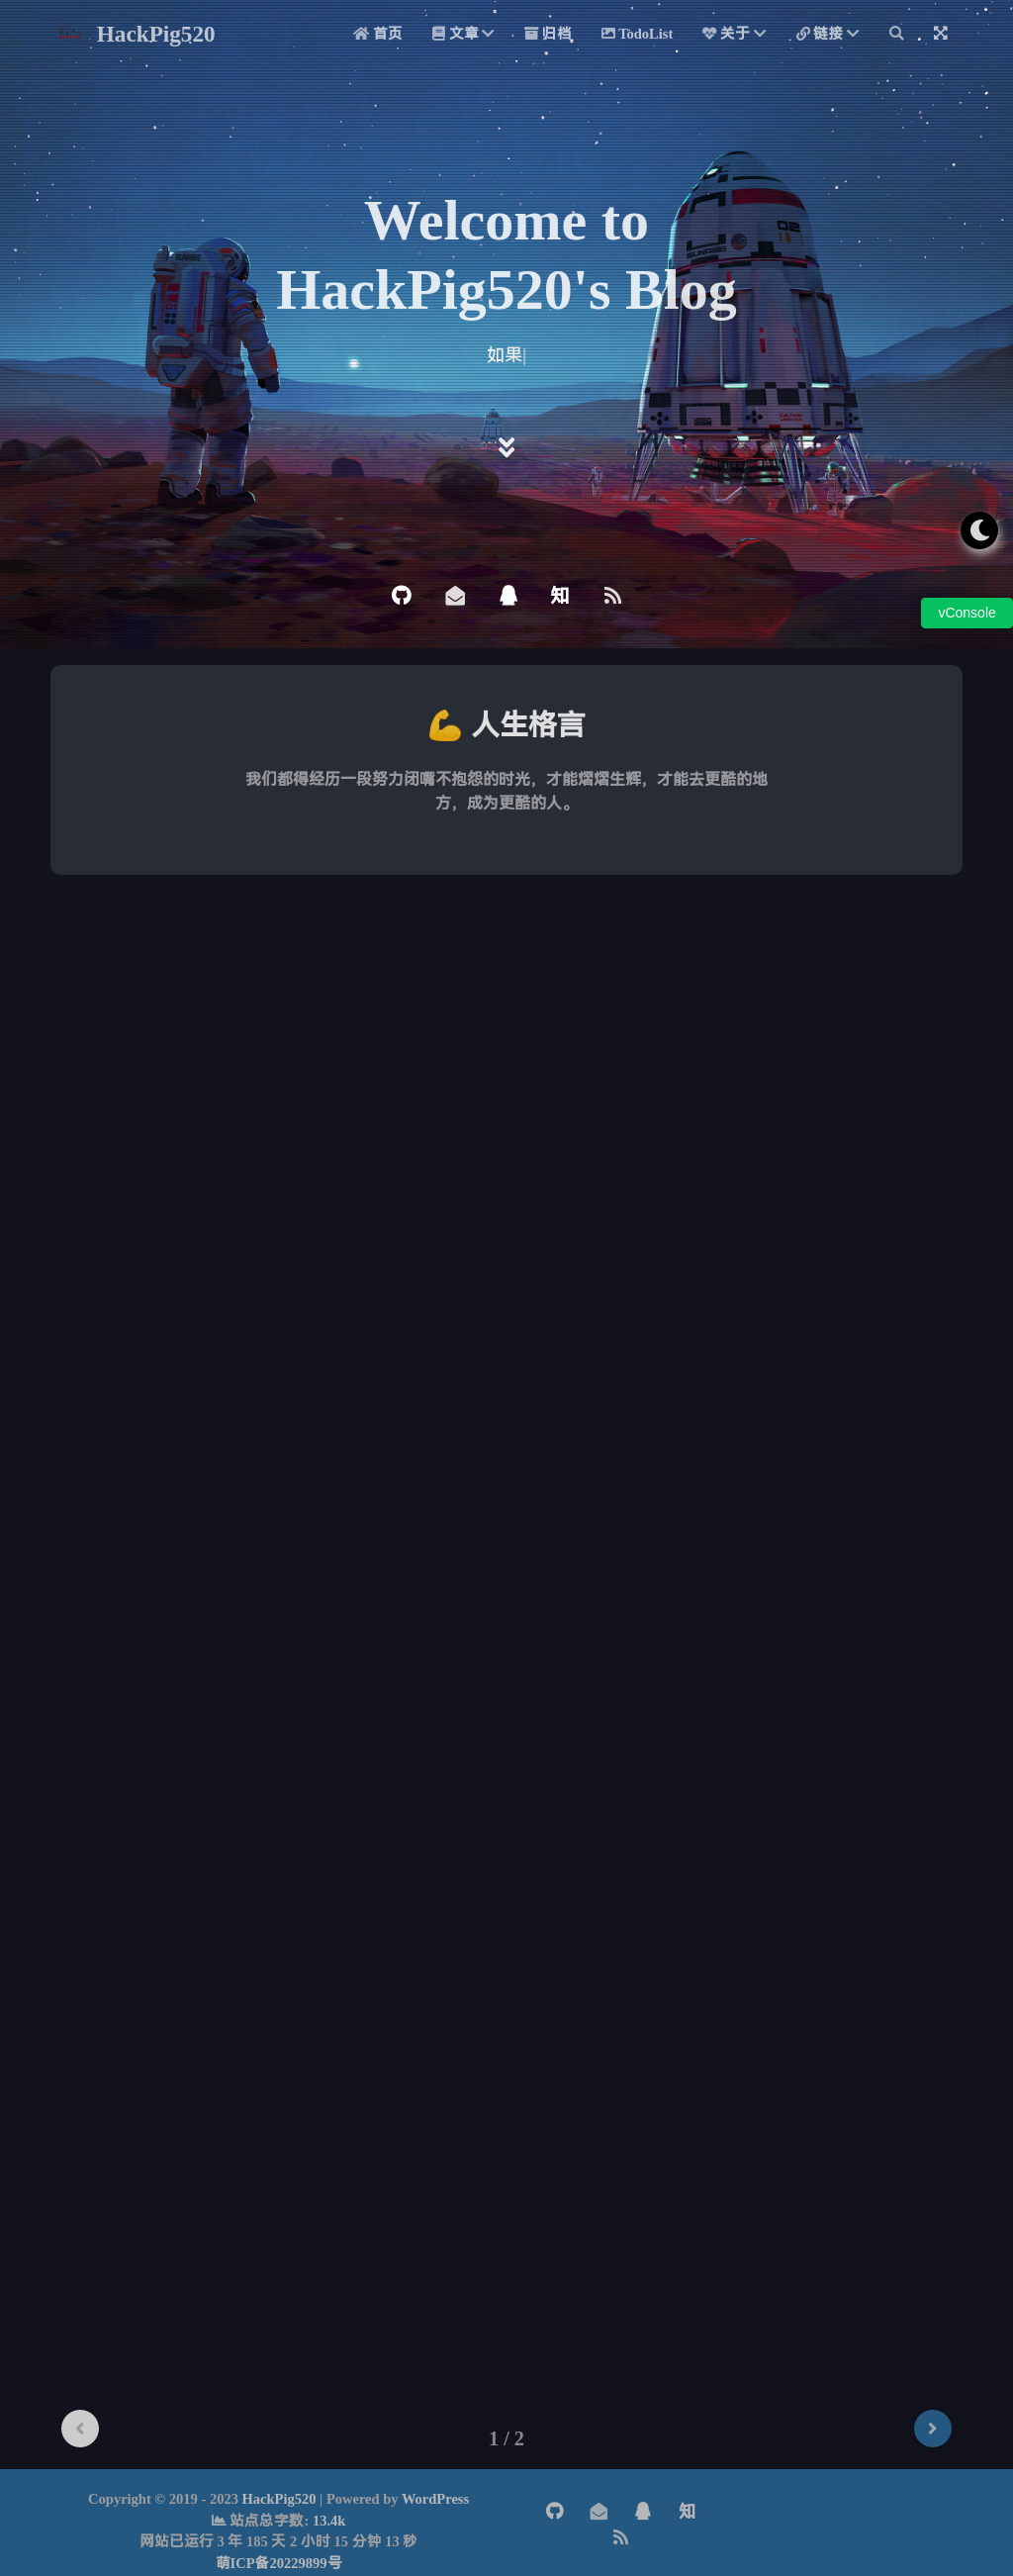 HackPig520
首页
文章
归档
TodoList
关于
链接
02
Welcome to
HackPig520's Blog
如果|
知
vConsole
💪 人生格言
我们都得经历一段努力闭嘴不抱怨的时光，才能熠熠生辉，才能去更酷的地
方，成为更酷的人。
1 / 2
Copyright © 2019 - 2023 HackPig520 | Powered by WordPress
站点总字数: 13.4k
网站已运行 3 年 185 天 2 小时 15 分钟 13 秒
萌ICP备20229899号
知